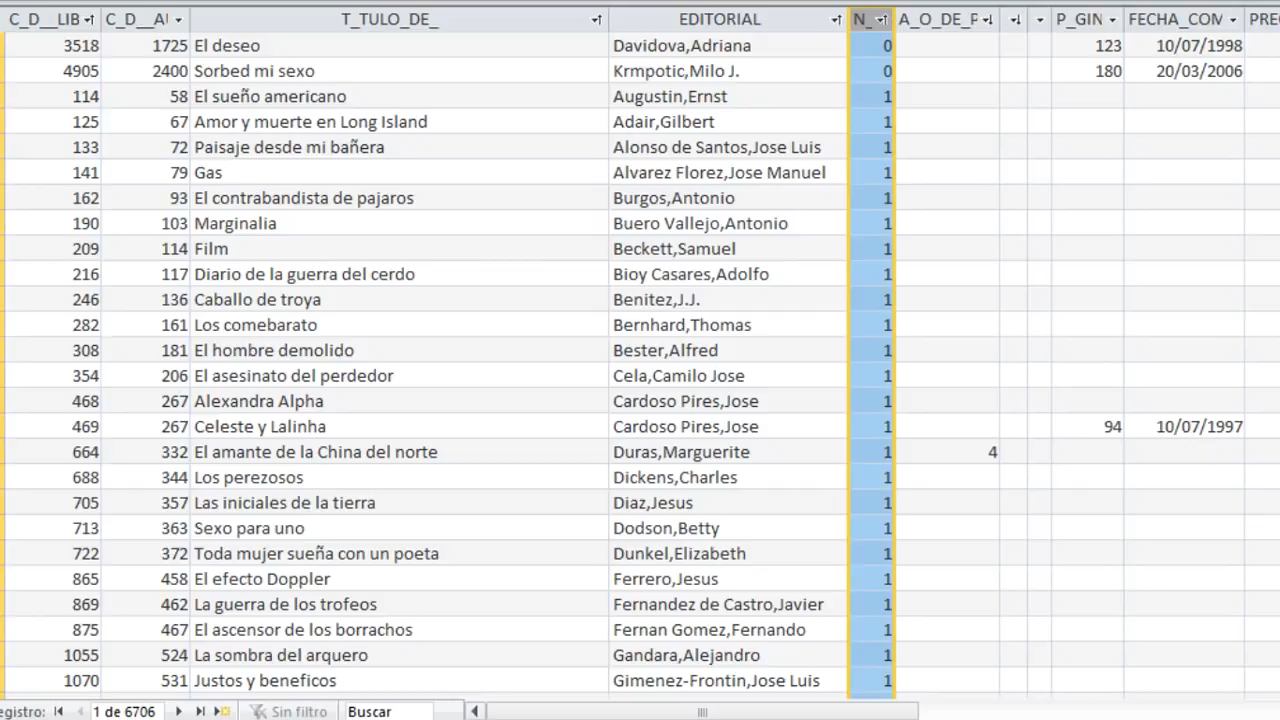 C_D__LIB C_D__AU T_TULO_DE_ EDITORIAL N_ A_O_DE_P P_GIN FECHA_COM PREC
3518 1725 El deseo Davidova,Adriana 0 123 10/07/1998
4905 2400 Sorbed mi sexo Krmpotic,Milo J. 0 180 20/03/2006
114 58 El sueño americano Augustin,Ernst 1
125 67 Amor y muerte en Long Island Adair,Gilbert 1
133 72 Paisaje desde mi bañera Alonso de Santos,Jose Luis 1
141 79 Gas Alvarez Florez,Jose Manuel 1
162 93 El contrabandista de pajaros Burgos,Antonio 1
190 103 Marginalia Buero Vallejo,Antonio 1
209 114 Film Beckett,Samuel 1
216 117 Diario de la guerra del cerdo Bioy Casares,Adolfo 1
246 136 Caballo de troya Benitez,J.J. 1
282 161 Los comebarato Bernhard,Thomas 1
308 181 El hombre demolido Bester,Alfred 1
354 206 El asesinato del perdedor Cela,Camilo Jose 1
468 267 Alexandra Alpha Cardoso Pires,Jose 1
469 267 Celeste y Lalinha Cardoso Pires,Jose 1 94 10/07/1997
664 332 El amante de la China del norte Duras,Marguerite 1 4
688 344 Los perezosos Dickens,Charles 1
705 357 Las iniciales de la tierra Diaz,Jesus 1
713 363 Sexo para uno Dodson,Betty 1
722 372 Toda mujer sueña con un poeta Dunkel,Elizabeth 1
865 458 El efecto Doppler Ferrero,Jesus 1
869 462 La guerra de los trofeos Fernandez de Castro,Javier 1
875 467 El ascensor de los borrachos Fernan Gomez,Fernando 1
1055 524 La sombra del arquero Gandara,Alejandro 1
1070 531 Justos y beneficos Gimenez-Frontin,Jose Luis 1
egistro: 1 de 6706 Sin filtro Buscar